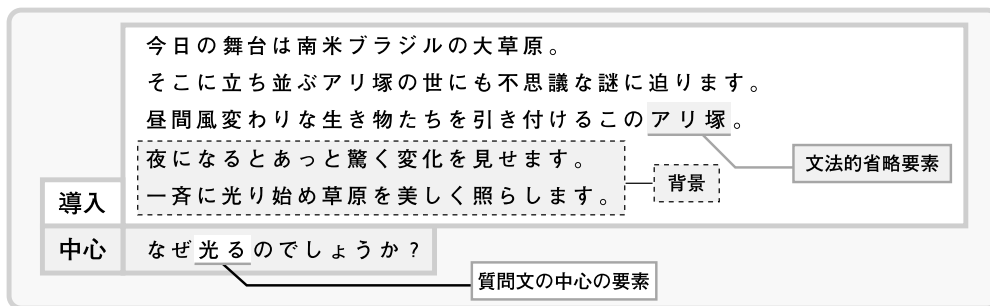 今日の舞台は南米ブラジルの大草原。
そこに立ち並ぶアリ塚の世にも不思議な謎に迫ります。
昼間風変わりな生き物たちを引き付けるこのアリ塚。
文法的省略要素
夜になるとあっと驚く変化を見せます。
一斉に光り始め草原を美しく照らします。
背景
導入
中心
なぜ光るのでしょうか?
質問文の中心の要素